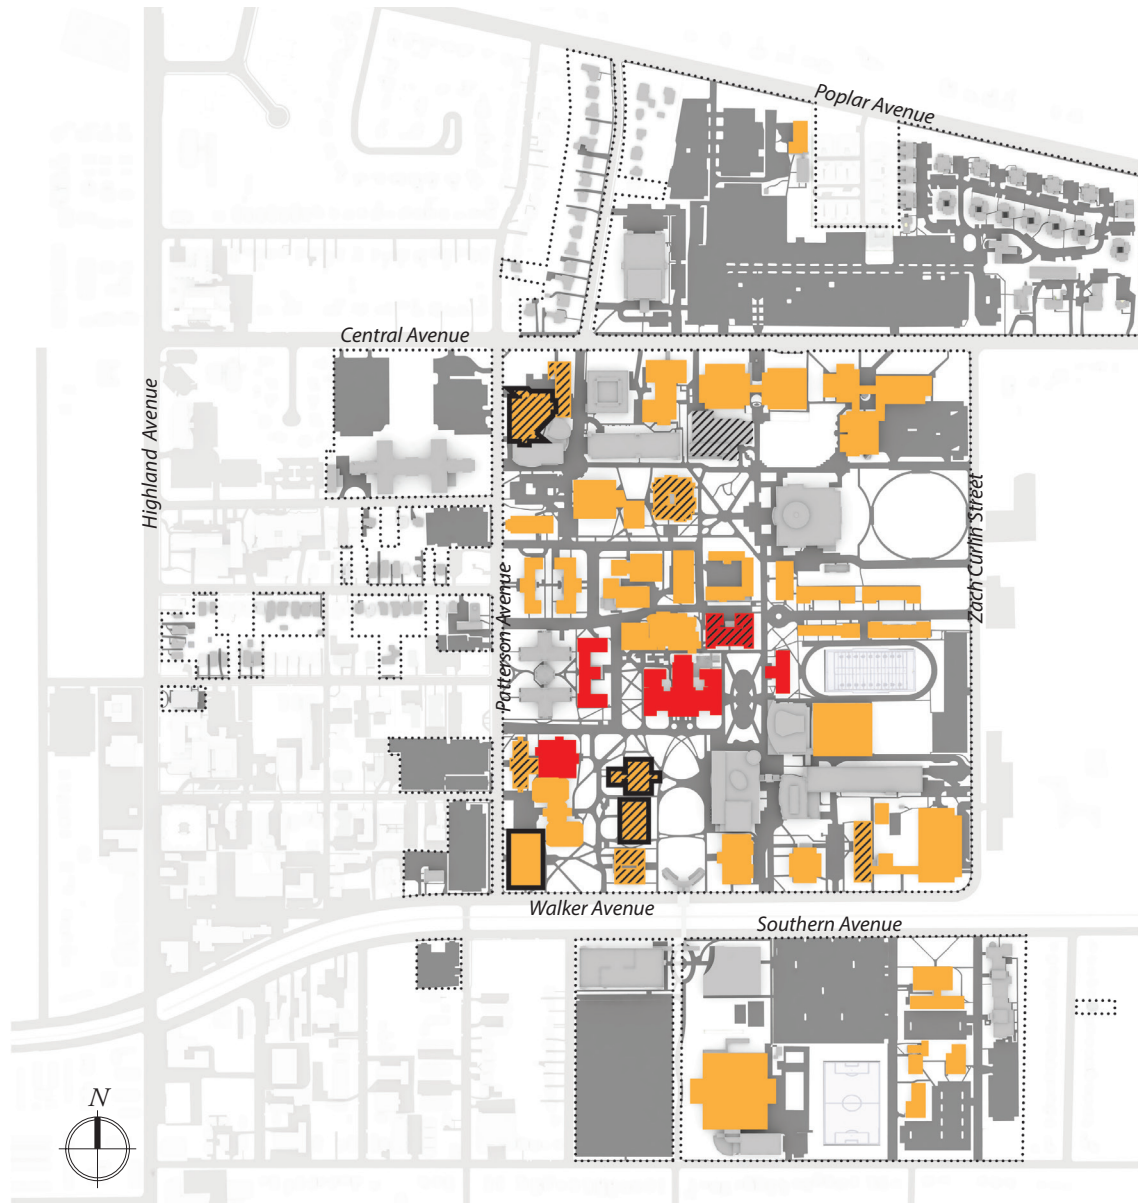 Poplar Avenue
Central Avenue
Highland Avenue
Zach Curlin Street
Patterson Avenue
Walker Avenue
Southern Avenue
N